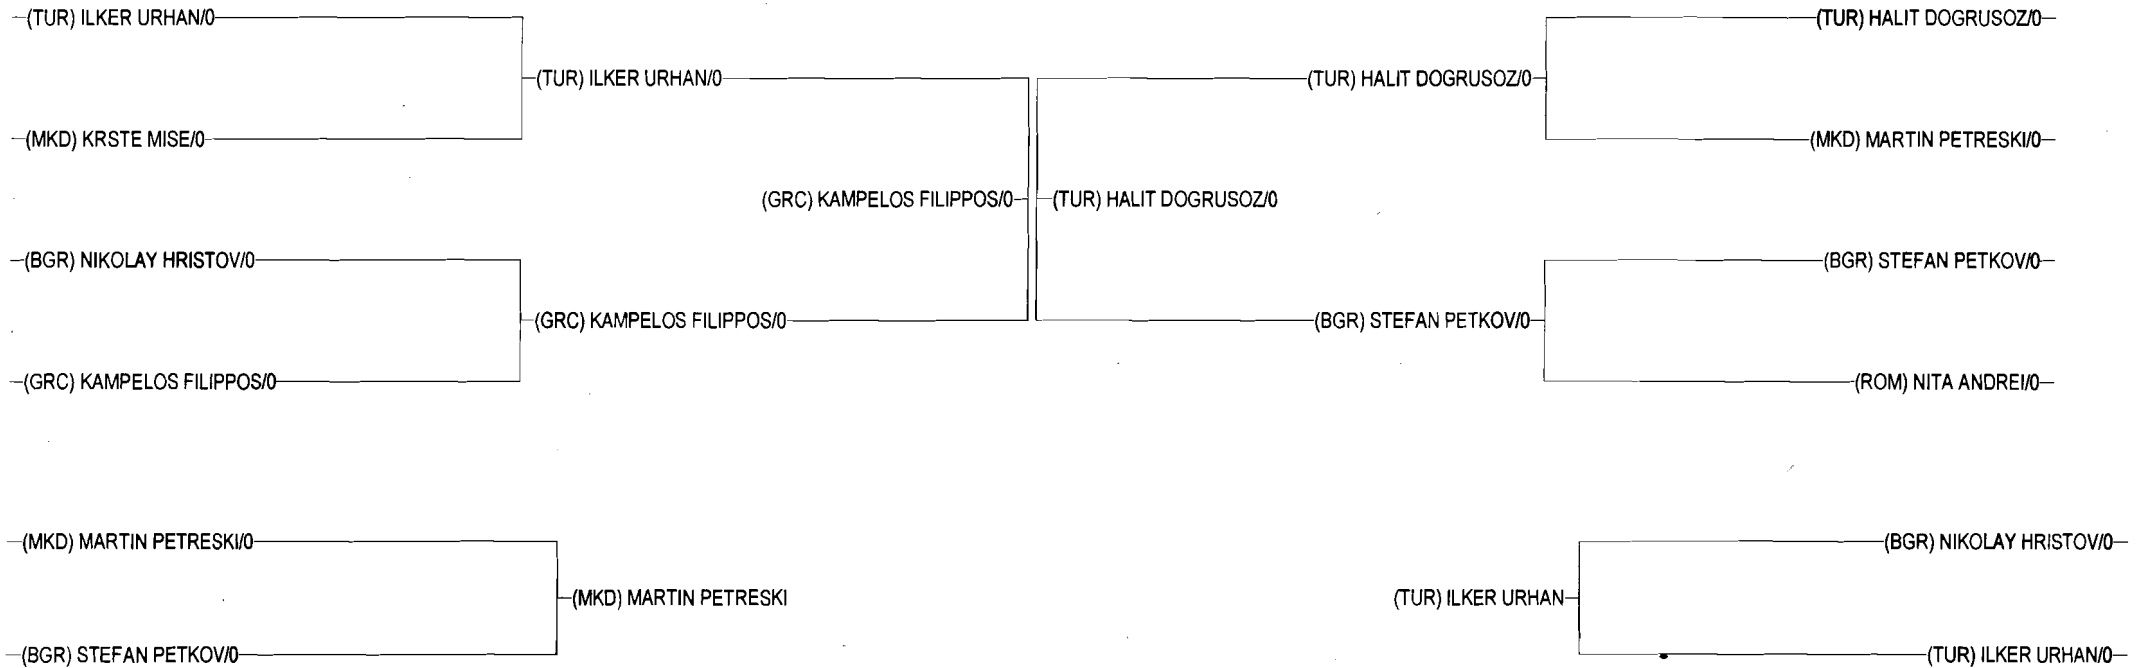 (TUR) ILKER URHAN/0
(TUR) HALIT DOGRUSOZ/0
(TUR) ILKER URHAN/0
(TUR) HALIT DOGRUSOZ/0
(MKD) KRSTE MISE/0
(MKD) MARTIN PETRESKI/0
(GRC) KAMPELOS FILIPPOS/0
(TUR) HALIT DOGRUSOZ/0
(BGR) NIKOLAY HRISTOV/0
(BGR) STEFAN PETKOV/0
(GRC) KAMPELOS FILIPPOS/0
(BGR) STEFAN PETKOV/0
(GRC) KAMPELOS FILIPPOS/0
(ROM) NITA ANDREI/0
(MKD) MARTIN PETRESKI/0
(BGR) NIKOLAY HRISTOV/0
(MKD) MARTIN PETRESKI
(TUR) ILKER URHAN
(BGR) STEFAN PETKOV/0
(TUR) ILKER URHAN/0